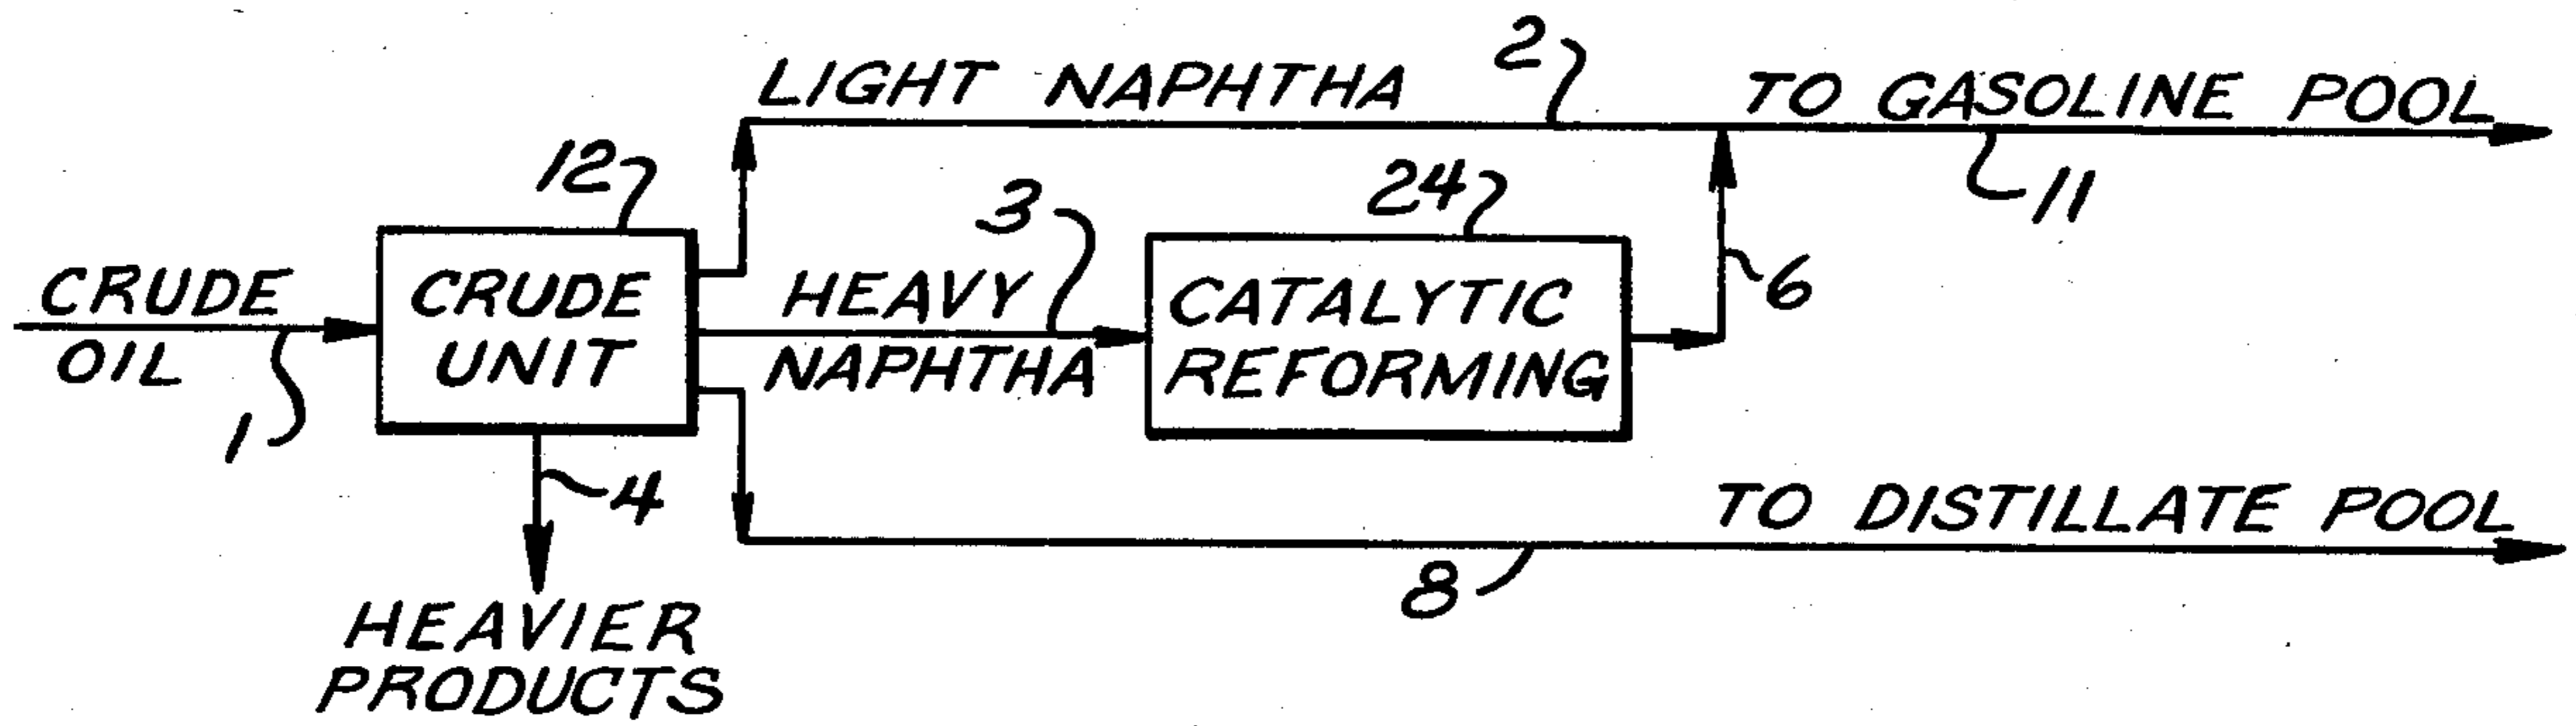 LIGHT NAPHTHA
2
TO GASOLINE POOL
12
3
24
11
CRUDE
OIL
CRUDE
UNIT
HEAVY
NAPHTHA
CATALYTIC
REFORMING
6
1
4
TO DISTILLATE POOL
8
HEAVIER
PRODUCTS